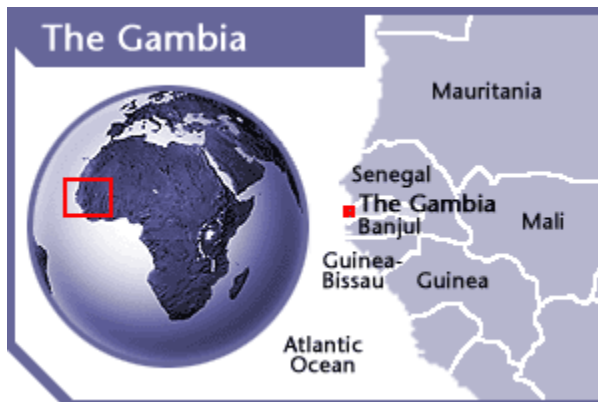 The Gambia
Mauritania
Senegal
The Gambia
Banjul
Mali
Guinea-
Bissau
Guinea
Atlantic
Ocean